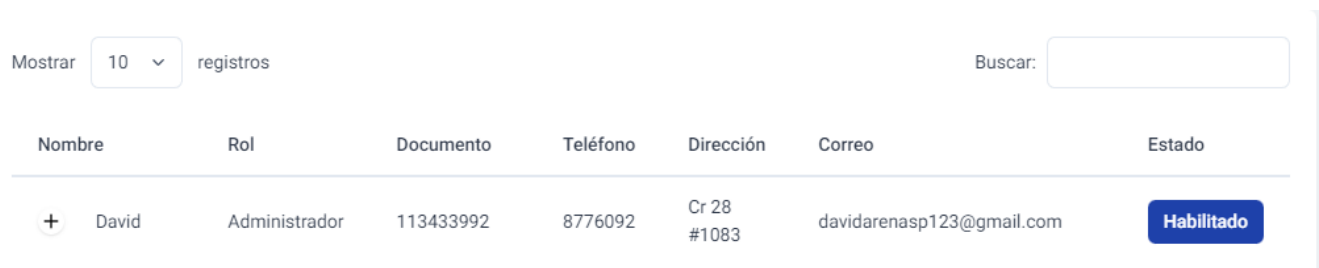 Mostrar 10 registros Buscar:
Nombre Rol Documento Teléfono Dirección Correo Estado
+ David Administrador 113433992 8776092 Cr 28 #1083 davidarenasp123@gmail.com Habilitado